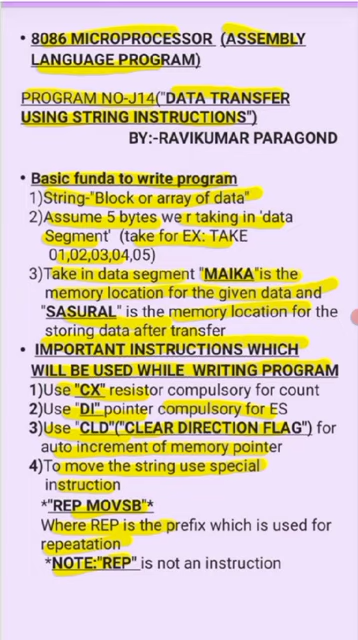 • 8086 MICROPROCESSOR (ASSEMBLY
LANGUAGE PROGRAM)
PROGRAM NO-J14("DATA TRANSFER
USING STRING INSTRUCTIONS")
BY:-RAVIKUMAR PARAGOND
• Basic funda to write program
1)String-"Block or array of data"
2)Assume 5 bytes we r taking in 'data
Segment' (take for EX: TAKE
01,02,03,04,05)
3)Take in data segment "MAIKA"is the
memory location for the given data and
"SASURAL" is the memory location for the
storing data after transfer
• IMPORTANT INSTRUCTIONS WHICH
WILL BE USED WHILE WRITING PROGRAM
1)Use "CX" resistor compulsory for count
2)Use "DI" pointer compulsory for ES
3)Use "CLD"("CLEAR DIRECTION FLAG") for
auto increment of memory pointer
4)To move the string use special
instruction
*"REP MOVSB"*
Where REP is the prefix which is used for
repeatation
*NOTE:"REP" is not an instruction